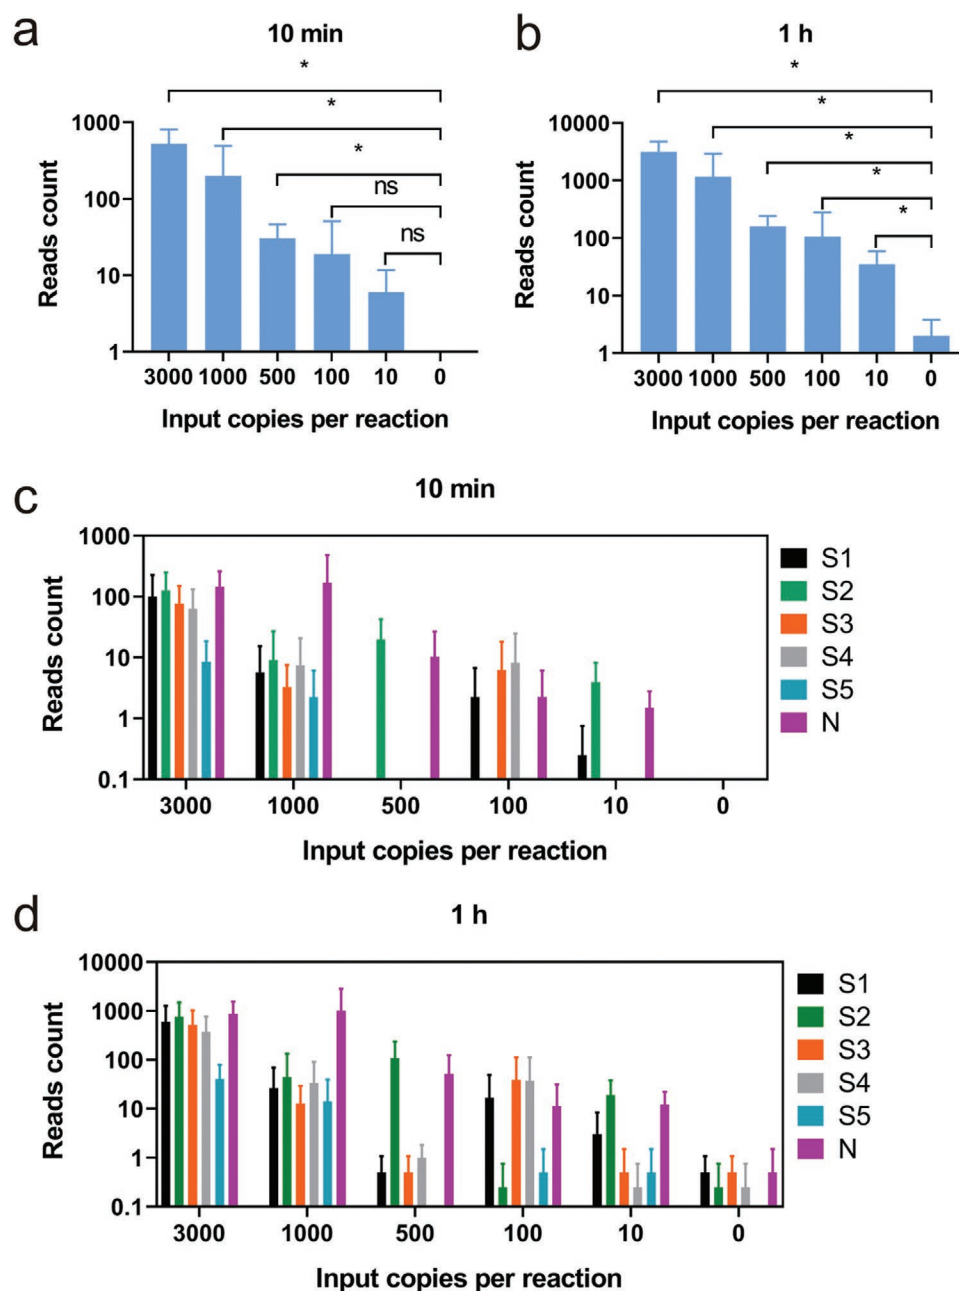 a
10 min
*
*
*
ns
ns
1000
100
10
1
Reads count
3000 1000 500 100 10 0
Input copies per reaction
b
1 h
*
*
*
*
*
10000
1000
100
10
1
Reads count
3000 1000 500 100 10 0
Input copies per reaction
c
10 min
1000
100
10
1
0.1
Reads count
3000 1000 500 100 10 0
Input copies per reaction
S1
S2
S3
S4
S5
N
d
1 h
10000
1000
100
10
1
0.1
Reads count
3000 1000 500 100 10 0
Input copies per reaction
S1
S2
S3
S4
S5
N